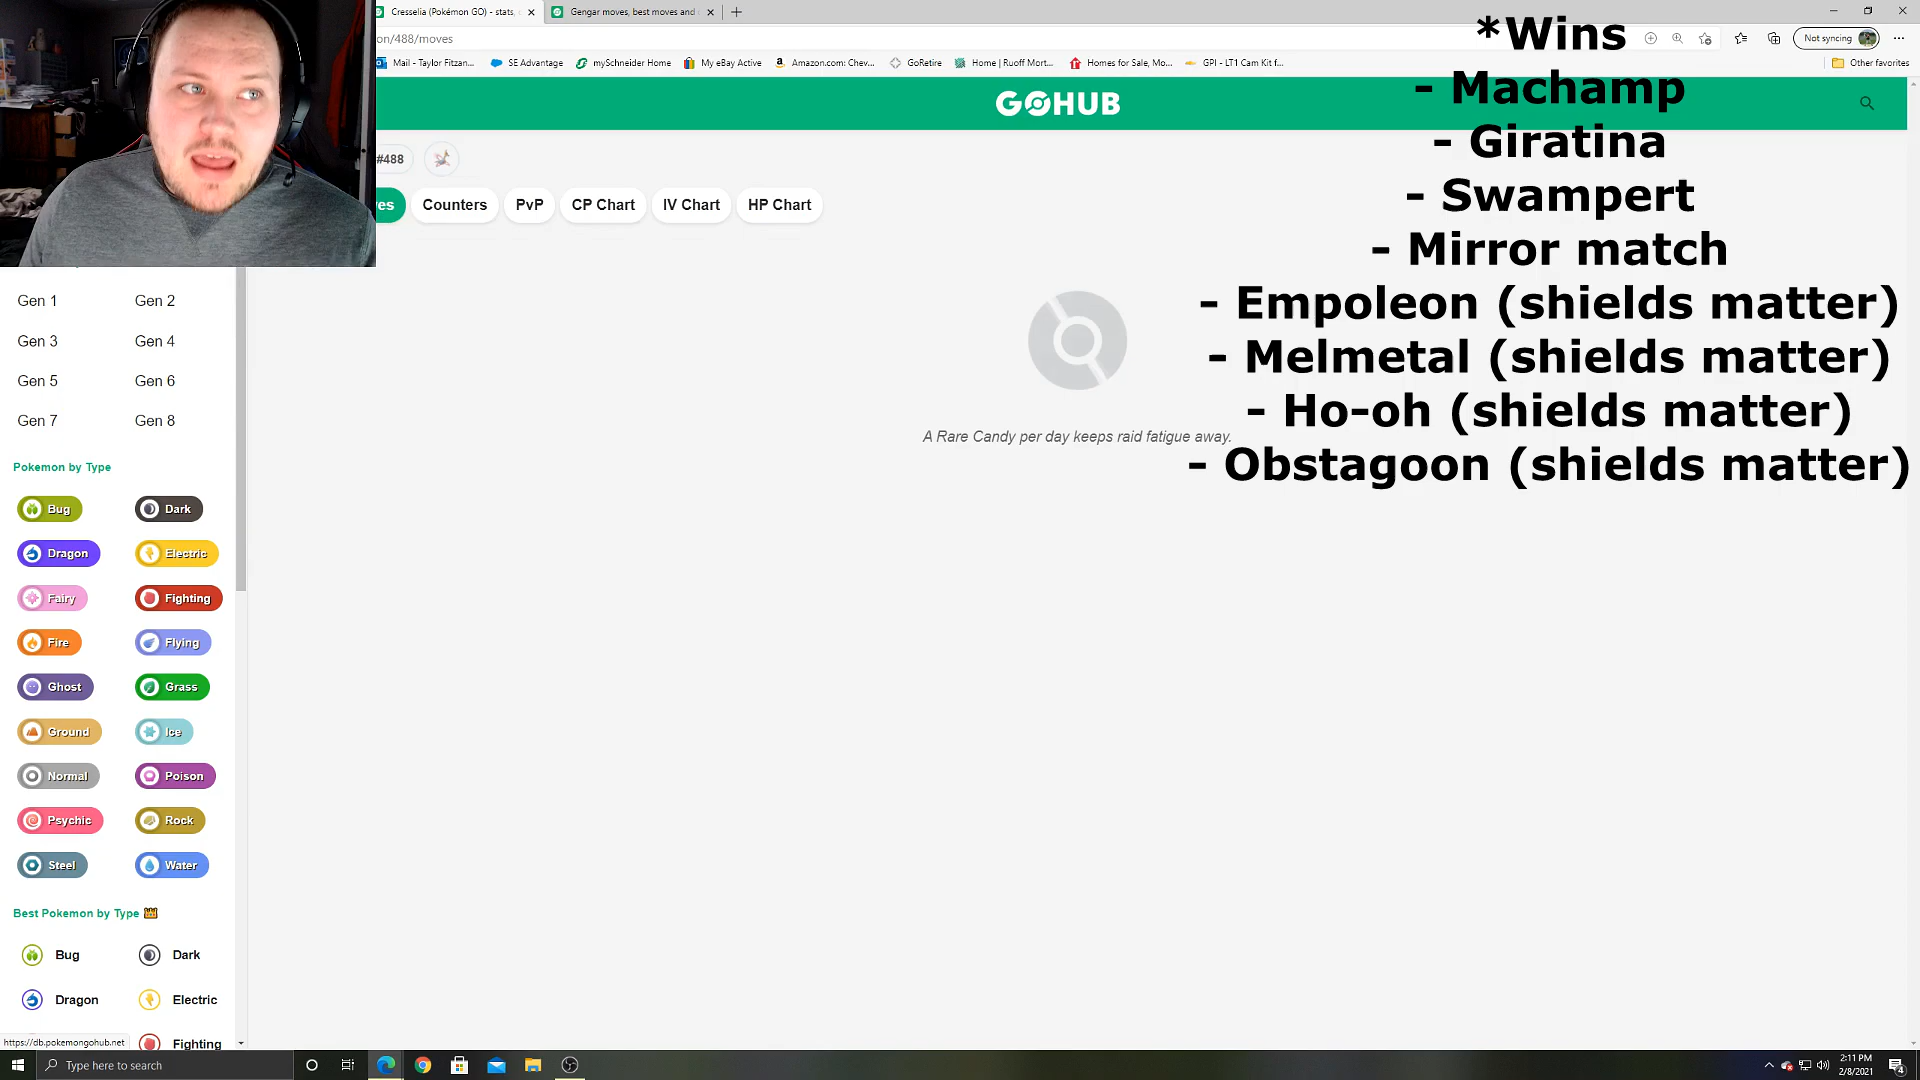 Cresselia (Pokémon GO) - stats,
Gengar moves, best moves and
on/488/moves
Not syncing
Mail - Taylor Fitzan...
SE Advantage
mySchneider Home
My eBay Active
Amazon.com: Chev...
GoRetire
Home | Ruoff Mort...
Homes for Sale, Mo...
GPI - LT1 Cam Kit f...
Other favorites
GOHUB
#488
es
Counters
PvP
CP Chart
IV Chart
HP Chart
*Wins
- Machamp
- Giratina
- Swampert
- Mirror match
- Empoleon (shields matter)
- Melmetal (shields matter)
- Ho-oh (shields matter)
- Obstagoon (shields matter)
A Rare Candy per day keeps raid fatigue away.
Gen 1 Gen 2
Gen 3 Gen 4
Gen 5 Gen 6
Gen 7 Gen 8
Pokemon by Type
Bug Dark
Dragon Electric
Fairy Fighting
Fire Flying
Ghost Grass
Ground Ice
Normal Poison
Psychic Rock
Steel Water
Best Pokemon by Type
Bug Dark
Dragon Electric
Fighting
https://db.pokemongohub.net
Type here to search
2:11 PM
2/8/2021
4